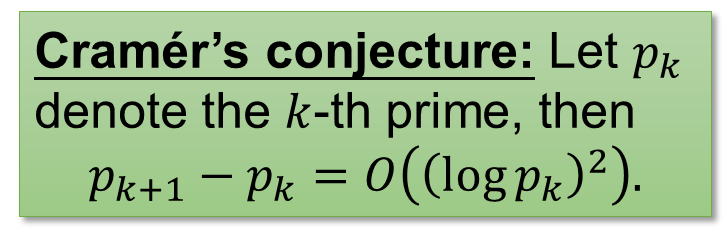 Cramér's conjecture: Let 𝑝ₖ
denote the 𝑘-th prime, then
𝑝ₖ₊₁ − 𝑝ₖ = 𝑂((log 𝑝ₖ)²).